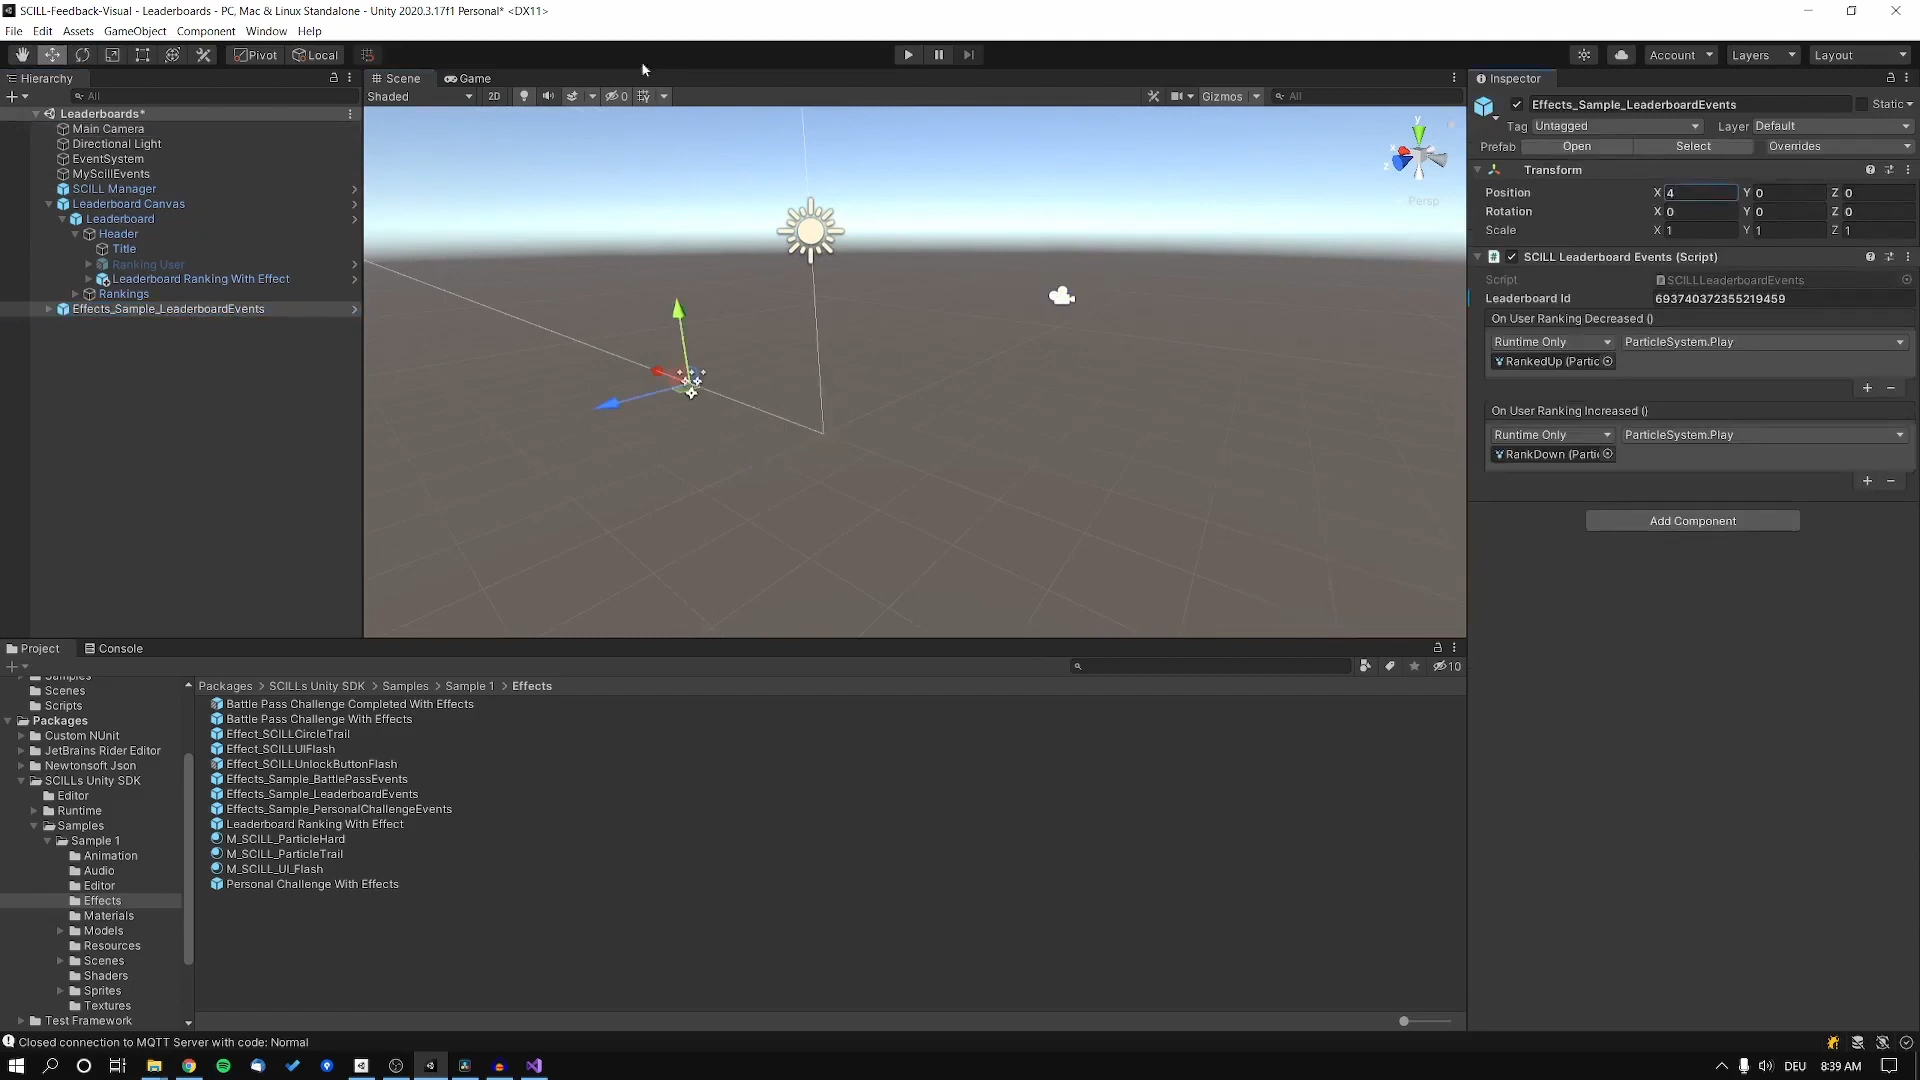 SCILL-Feedback-Visual - Leaderboards - PC, Mac & Linux Standalone - Unity 2020.3.17f1 Personal* <DX11>
File Edit Assets GameObject Component Window Help
Pivot Local Account Layers Layout
Hierarchy
All
Leaderboards*
Main Camera
Directional Light
EventSystem
MyScillEvents
SCILL Manager
Leaderboard Canvas
Leaderboard
Header
Title
Ranking User
Leaderboard Ranking With Effect
Rankings
Effects_Sample_LeaderboardEvents
Scene Game
Shaded 2D 0 Gizmos All
y
x
z
Persp
Inspector
Effects_Sample_LeaderboardEvents Static
Tag Untagged Layer Default
Prefab Open Select Overrides
Transform
Position X 4 Y 0 Z 0
Rotation X 0 Y 0 Z 0
Scale X 1 Y 1 Z 1
SCILL Leaderboard Events (Script)
Script SCILLLeaderboardEvents
Leaderboard Id 693740372355219459
On User Ranking Decreased ()
Runtime Only ParticleSystem.Play
RankedUp (Partic
On User Ranking Increased ()
Runtime Only ParticleSystem.Play
RankDown (Parti
Add Component
Project Console
10
Samples
Scenes
Scripts
Packages
Custom NUnit
JetBrains Rider Editor
Newtonsoft Json
SCILLs Unity SDK
Editor
Runtime
Samples
Sample 1
Animation
Audio
Editor
Effects
Materials
Models
Resources
Scenes
Shaders
Sprites
Textures
Test Framework
Packages > SCILLs Unity SDK > Samples > Sample 1 > Effects
Battle Pass Challenge Completed With Effects
Battle Pass Challenge With Effects
Effect_SCILLCircleTrail
Effect_SCILLUIFlash
Effect_SCILLUnlockButtonFlash
Effects_Sample_BattlePassEvents
Effects_Sample_LeaderboardEvents
Effects_Sample_PersonalChallengeEvents
Leaderboard Ranking With Effect
M_SCILL_ParticleHard
M_SCILL_ParticleTrail
M_SCILL_UI_Flash
Personal Challenge With Effects
Closed connection to MQTT Server with code: Normal
DEU 8:39 AM